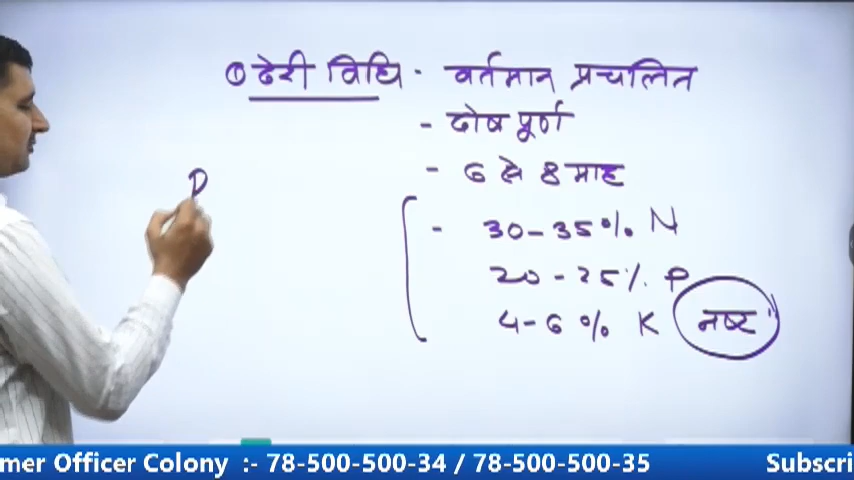 ① ढेरी विधि - वर्तमान प्रचलित
- दोष पूर्ण
- 6 से 8 माह
- 30-35% N
20-25% P
4-6% K नष्ट
D
mer Officer Colony :- 78-500-500-34 / 78-500-500-35 Subscri